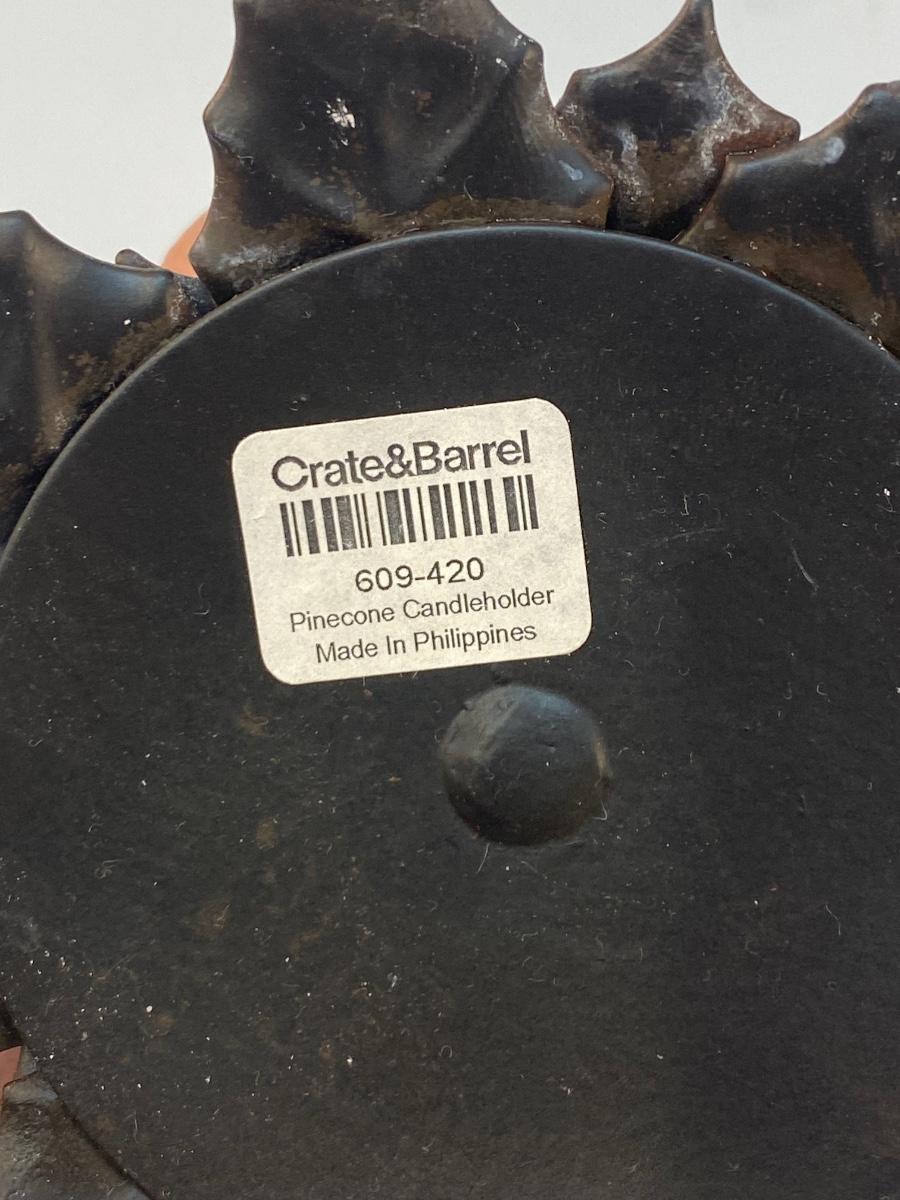 Crate&Barrel
609-420
Pinecone Candleholder
Made In Philippines